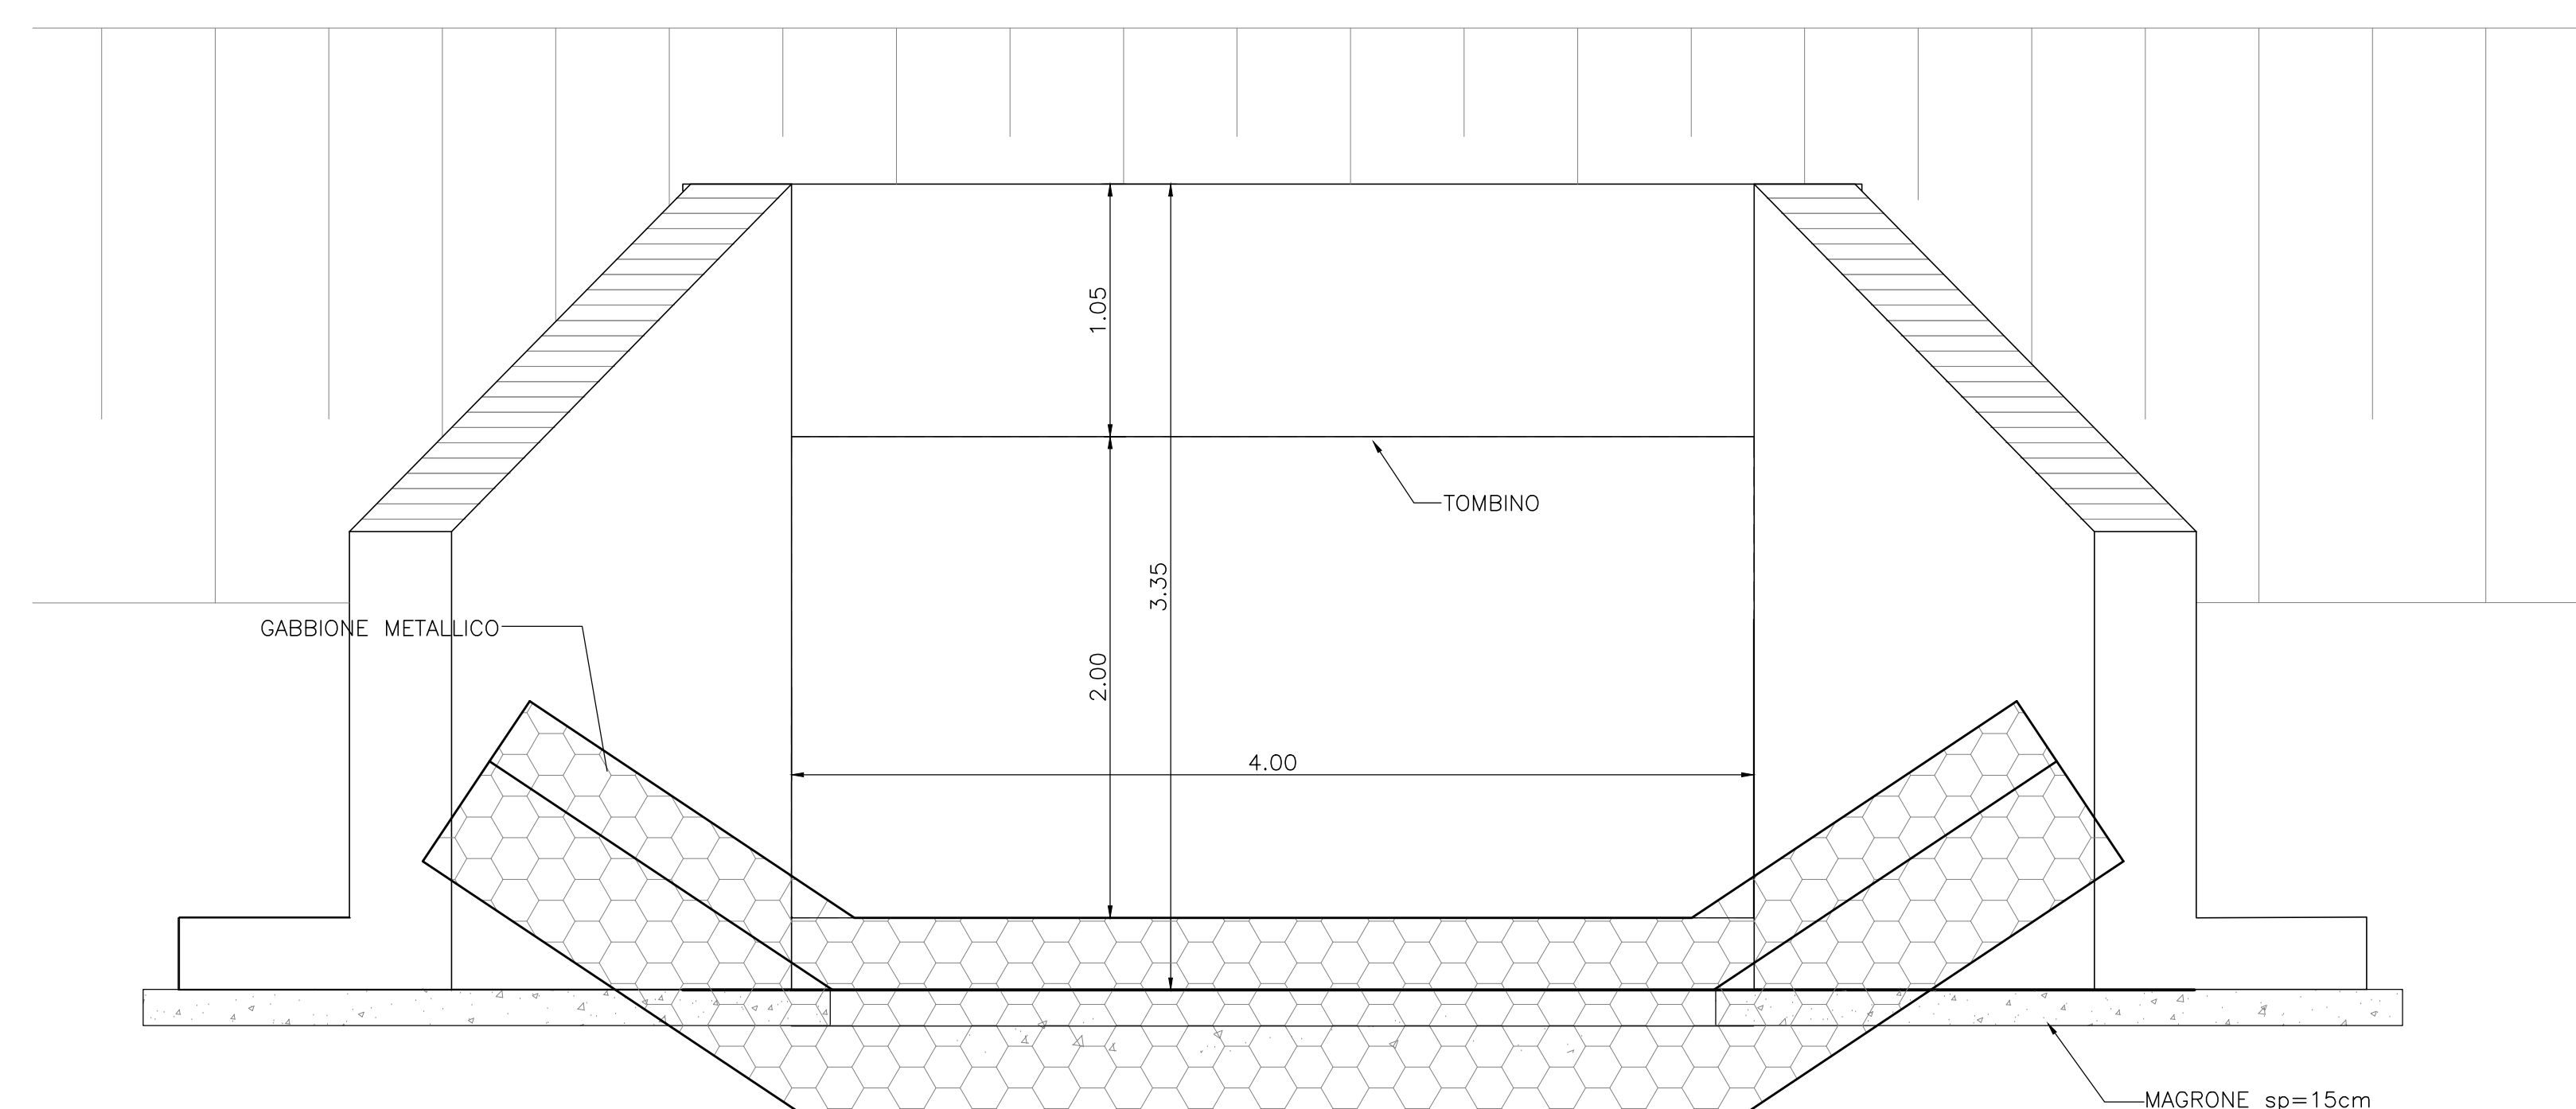 1.05
TOMBINO
3.35
GABBIONE METALLICO
2.00
4.00
MAGRONE sp=15cm